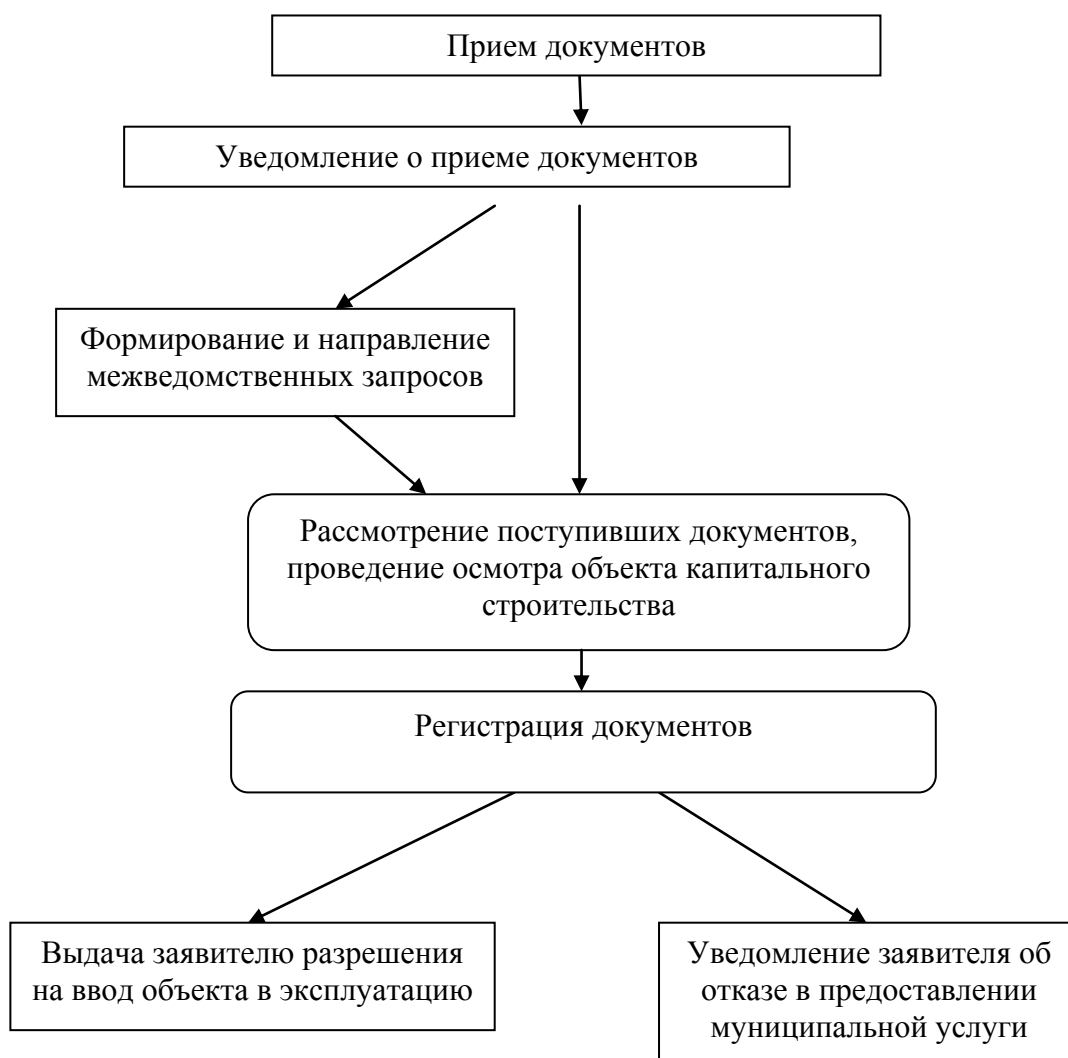 Прием документов
Уведомление о приеме документов
Формирование и направление
межведомственных запросов
Рассмотрение поступивших документов,
проведение осмотра объекта капитального
строительства
Регистрация документов
Выдача заявителю разрешения
на ввод объекта в эксплуатацию
Уведомление заявителя об
отказе в предоставлении
муниципальной услуги